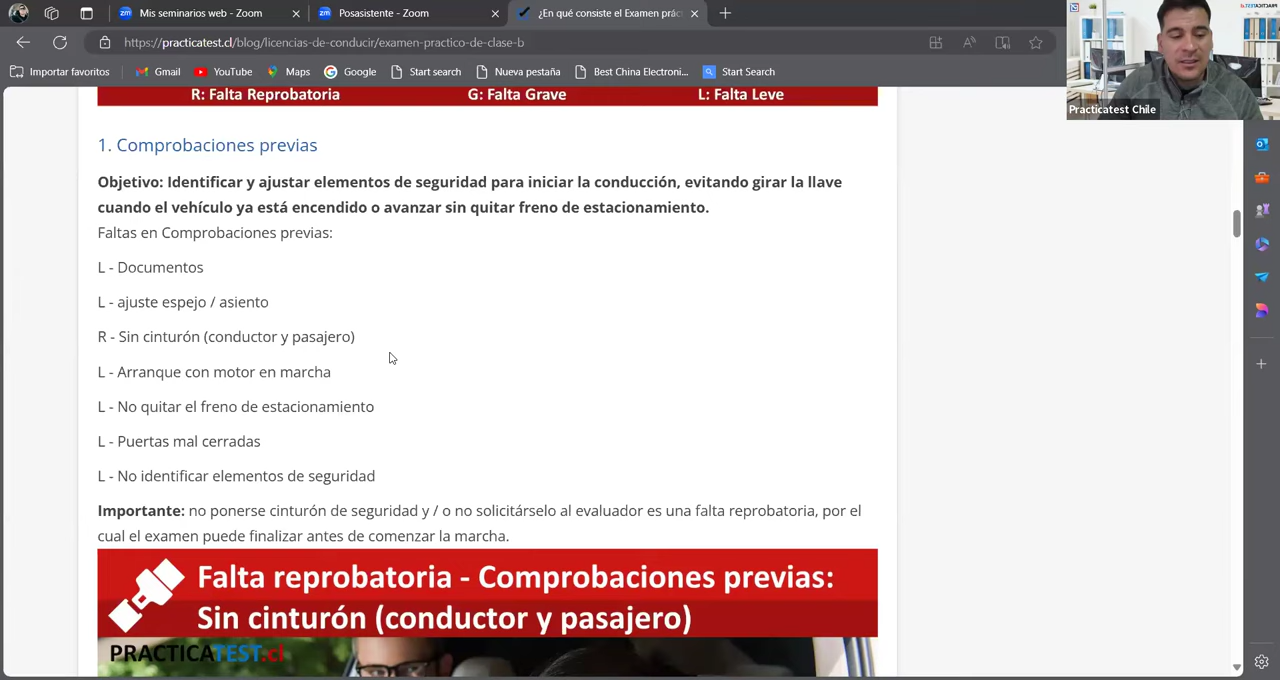 Mis seminarios web - Zoom
Posasistente - Zoom
¿En qué consiste el Examen prác
https://practicatest.cl/blog/licencias-de-conducir/examen-practico-de-clase-b
Importar favoritos
Gmail
YouTube
Maps
Google
Start search
Nueva pestaña
Best China Electroni...
Start Search
Practicatest Chile
R: Falta Reprobatoria
G: Falta Grave
L: Falta Leve
1. Comprobaciones previas
Objetivo: Identificar y ajustar elementos de seguridad para iniciar la conducción, evitando girar la llave
cuando el vehículo ya está encendido o avanzar sin quitar freno de estacionamiento.
Faltas en Comprobaciones previas:
L - Documentos
L - ajuste espejo / asiento
R - Sin cinturón (conductor y pasajero)
L - Arranque con motor en marcha
L - No quitar el freno de estacionamiento
L - Puertas mal cerradas
L - No identificar elementos de seguridad
Importante: no ponerse cinturón de seguridad y / o no solicitárselo al evaluador es una falta reprobatoria, por el
cual el examen puede finalizar antes de comenzar la marcha.
Falta reprobatoria - Comprobaciones previas:
Sin cinturón (conductor y pasajero)
PRACTICATEST.cl